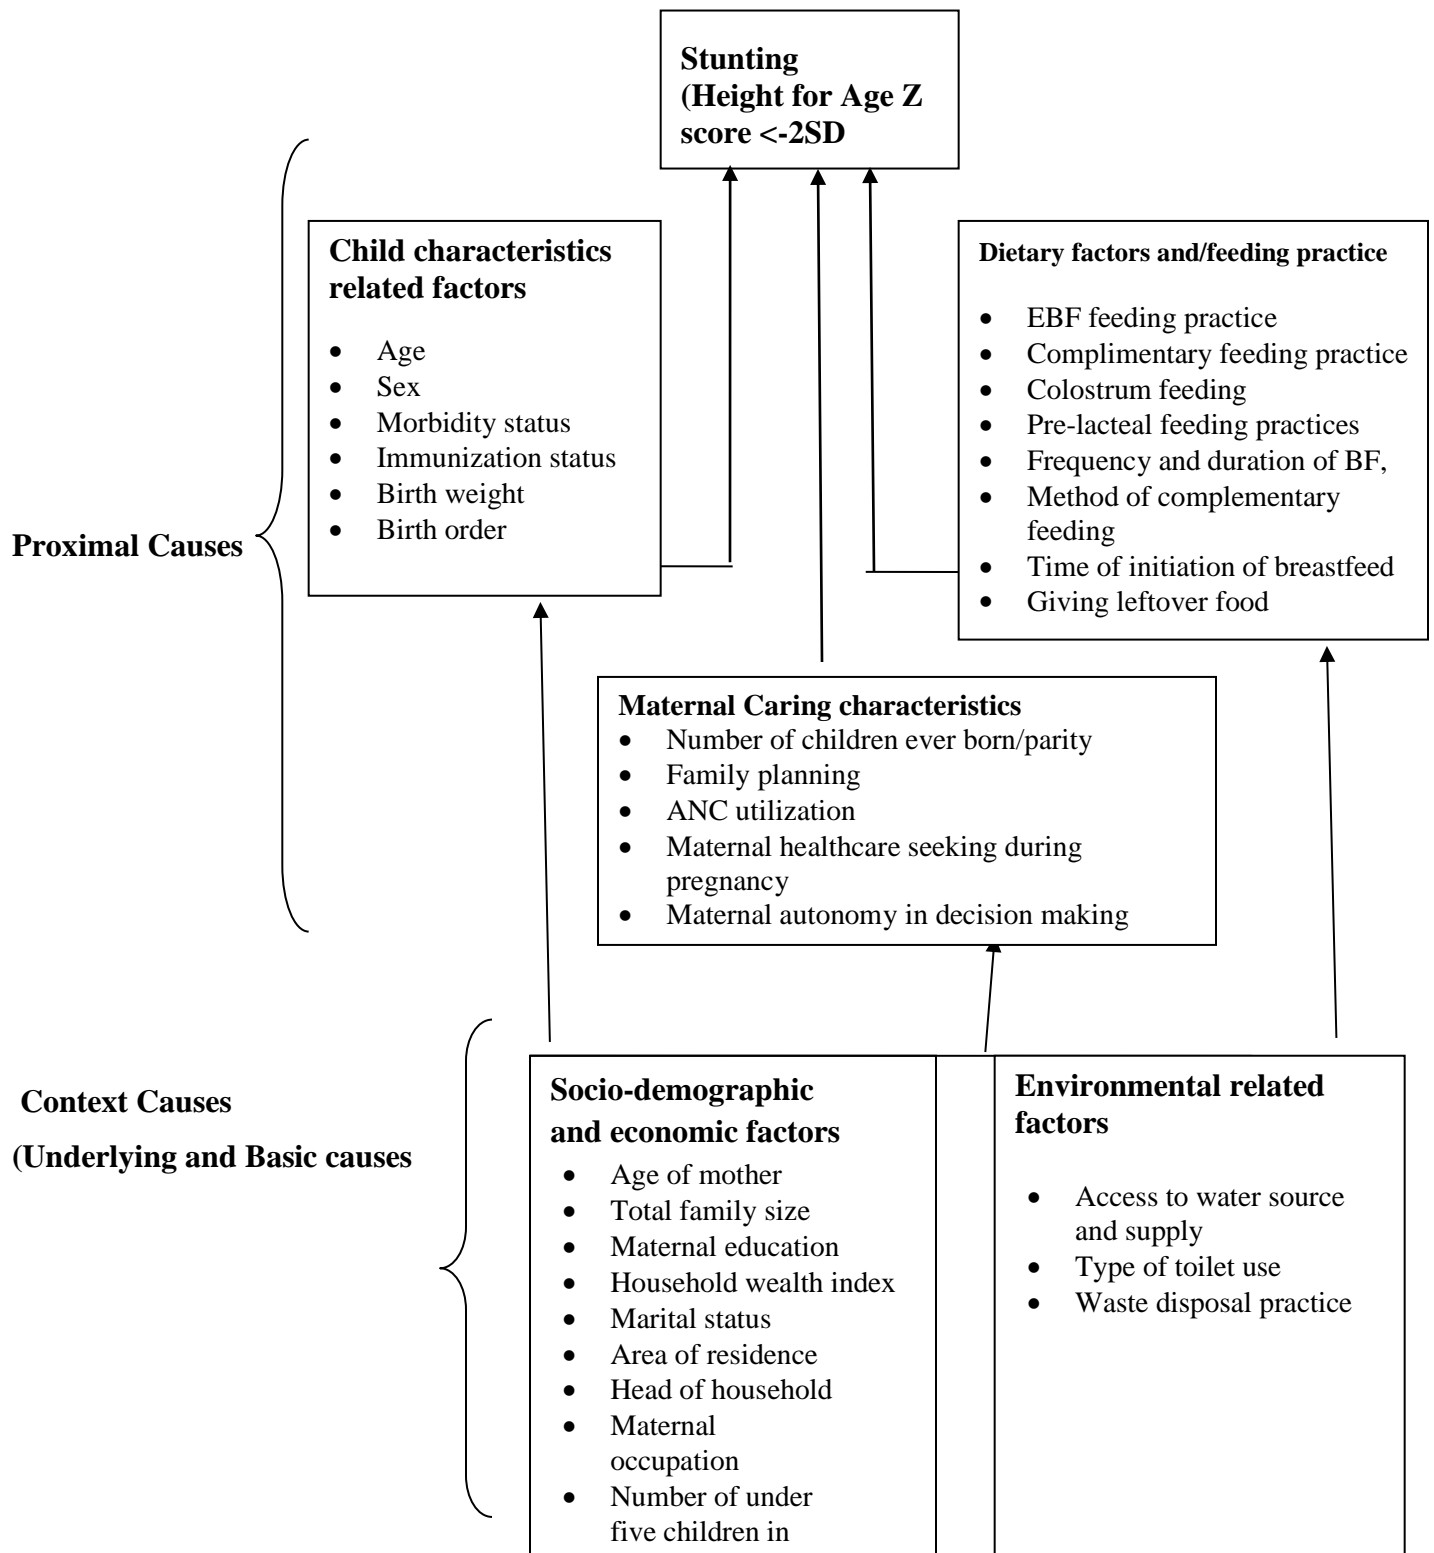 Stunting
(Height for Age Z
score <-2SD
Child characteristics
related factors
• Age
• Sex
• Morbidity status
• Immunization status
• Birth weight
• Birth order
Dietary factors and/feeding practice
• EBF feeding practice
• Complimentary feeding practice
• Colostrum feeding
• Pre-lacteal feeding practices
• Frequency and duration of BF,
• Method of complementary
feeding
• Time of initiation of breastfeed
• Giving leftover food
Proximal Causes
Maternal Caring characteristics
• Number of children ever born/parity
• Family planning
• ANC utilization
• Maternal healthcare seeking during
pregnancy
• Maternal autonomy in decision making
Context Causes
(Underlying and Basic causes
Socio-demographic
and economic factors
• Age of mother
• Total family size
• Maternal education
• Household wealth index
• Marital status
• Area of residence
• Head of household
• Maternal
occupation
• Number of under
five children in
Environmental related
factors
• Access to water source
and supply
• Type of toilet use
• Waste disposal practice